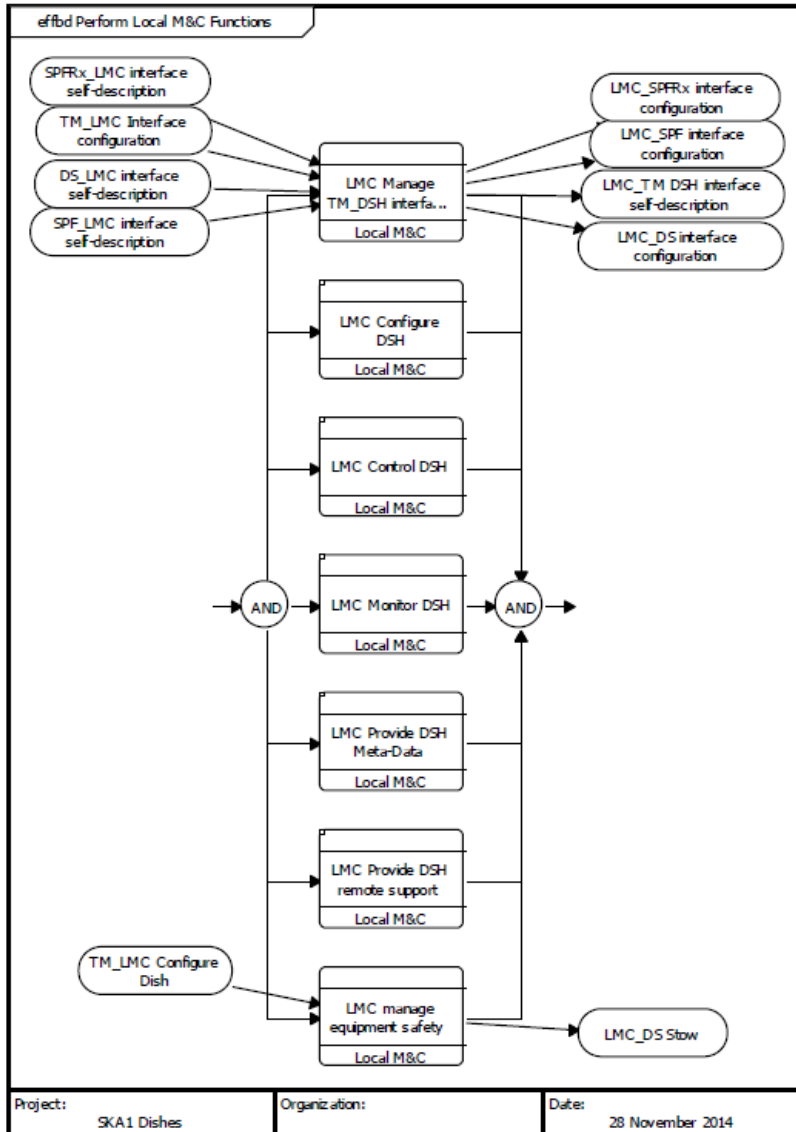 effbd Perform Local M&C Functions
SPFRx_LMC interface
self-description
TM_LMC Interface
configuration
DS_LMC interface
self-description
SPF_LMC interface
self-description
LMC Manage
TM_DSH interfa...
Local M&C
LMC_SPFRx interface
configuration
LMC_SPF interface
configuration
LMC_TM DSH interface
self-description
LMC_DS interface
configuration
LMC Configure
DSH
Local M&C
LMC Control DSH
Local M&C
AND
LMC Monitor DSH
Local M&C
AND
LMC Provide DSH
Meta-Data
Local M&C
LMC Provide DSH
remote support
Local M&C
TM_LMC Configure
Dish
LMC manage
equipment safety
Local M&C
LMC_DS Stow
Project:
SKA1 Dishes
Organization:
Date:
28 November 2014